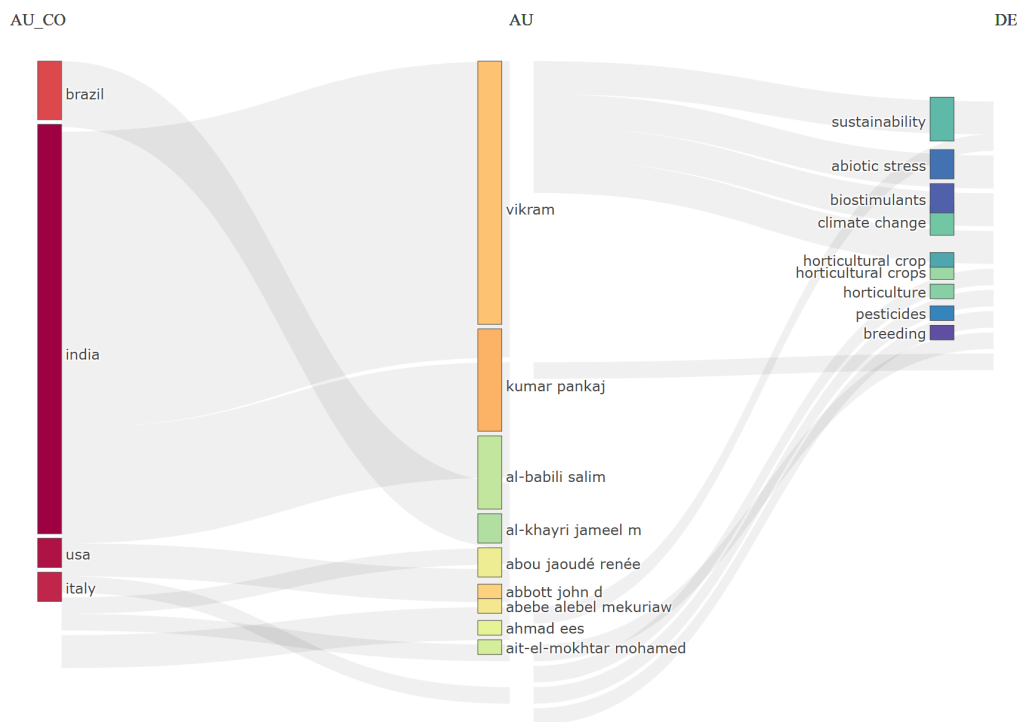 AU_CO
AU
DE
brazil
india
usa
italy
vikram
kumar pankaj
al-babili salim
al-khayri jameel m
abou jaoudé renée
abbott john d
abebe alebel mekuriaw
ahmad ees
ait-el-mokhtar mohamed
sustainability
abiotic stress
biostimulants
climate change
horticultural crop
horticultural crops
horticulture
pesticides
breeding